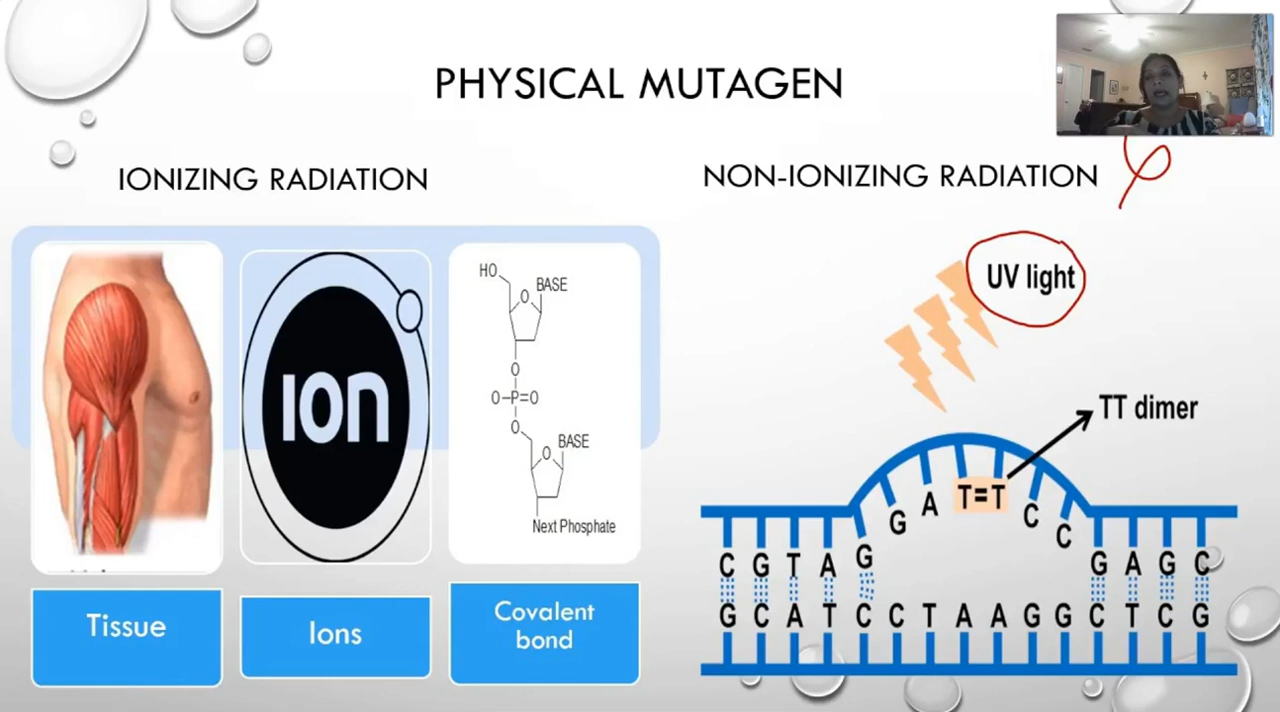 PHYSICAL MUTAGEN
IONIZING RADIATION
ION
HO
BASE
O
O
O–P=O
O
BASE
O
Next Phosphate
Tissue
Ions
Covalent
bond
NON-IONIZING RADIATION
UV light
TT dimer
C G T A G G A T=T C C G A G C
G C A T C C T A A G G C T C G